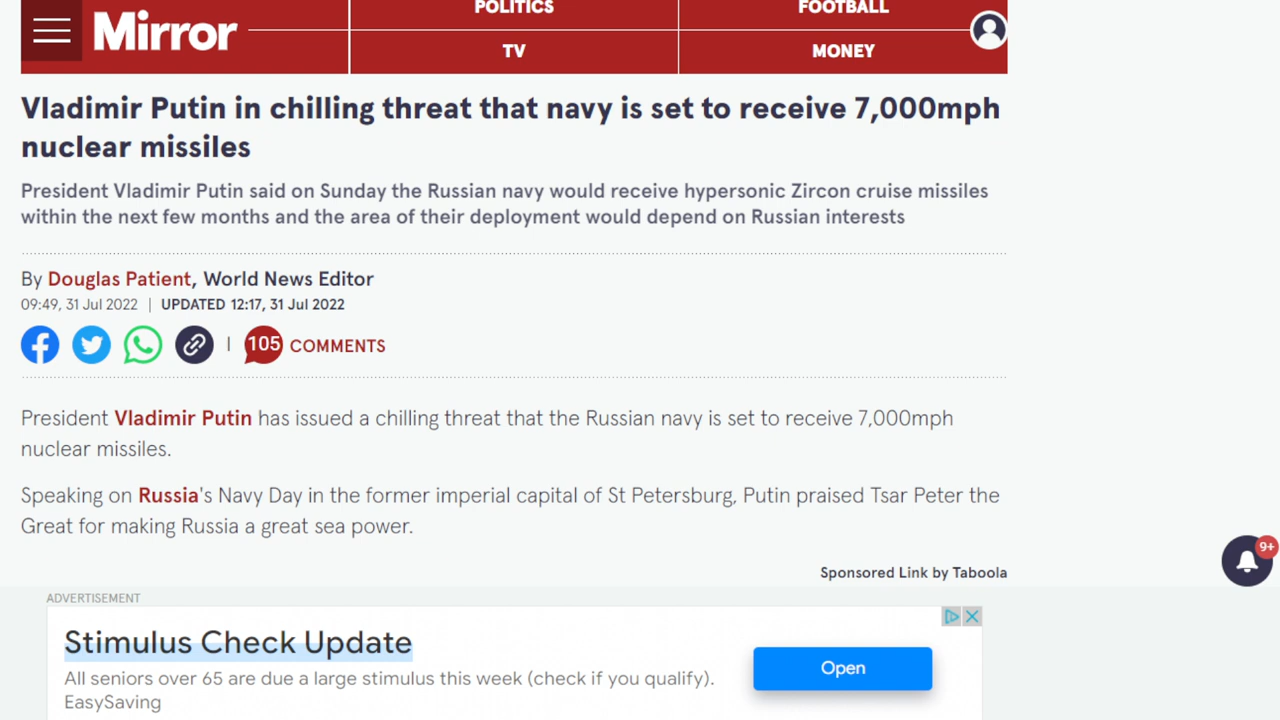 Mirror
POLITICS
FOOTBALL
TV
MONEY
Vladimir Putin in chilling threat that navy is set to receive 7,000mph
nuclear missiles
President Vladimir Putin said on Sunday the Russian navy would receive hypersonic Zircon cruise missiles
within the next few months and the area of their deployment would depend on Russian interests
By Douglas Patient, World News Editor
09:49, 31 Jul 2022 | UPDATED 12:17, 31 Jul 2022
105 COMMENTS
President Vladimir Putin has issued a chilling threat that the Russian navy is set to receive 7,000mph
nuclear missiles.
Speaking on Russia's Navy Day in the former imperial capital of St Petersburg, Putin praised Tsar Peter the
Great for making Russia a great sea power.
9+
Sponsored Link by Taboola
ADVERTISEMENT
Stimulus Check Update
All seniors over 65 are due a large stimulus this week (check if you qualify).
EasySaving
Open